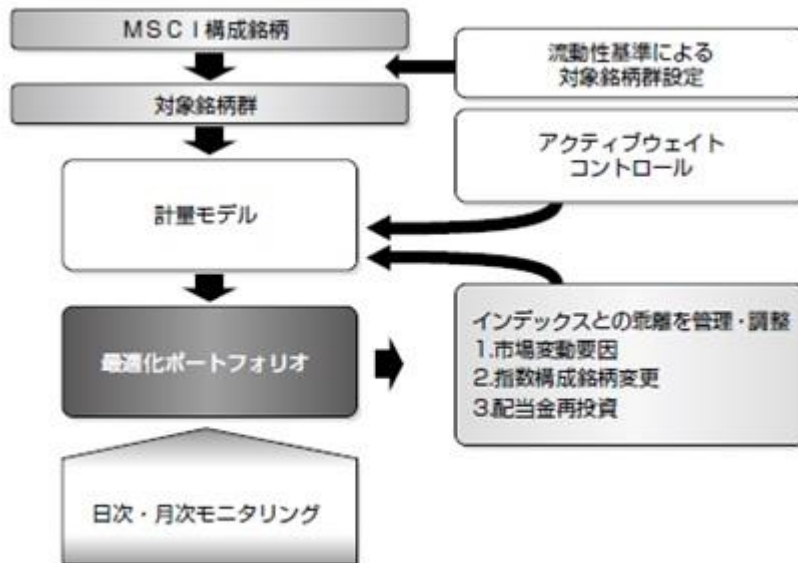 ＭＳＣＩ構成銘柄
流動性基準による
対象銘柄群設定
対象銘柄群
アクティブウェイト
コントロール
計量モデル
インデックスとの乖離を管理・調整
1.市場変動要因
2.指数構成銘柄変更
3.配当金再投資
最適化ポートフォリオ
日次・月次モニタリング